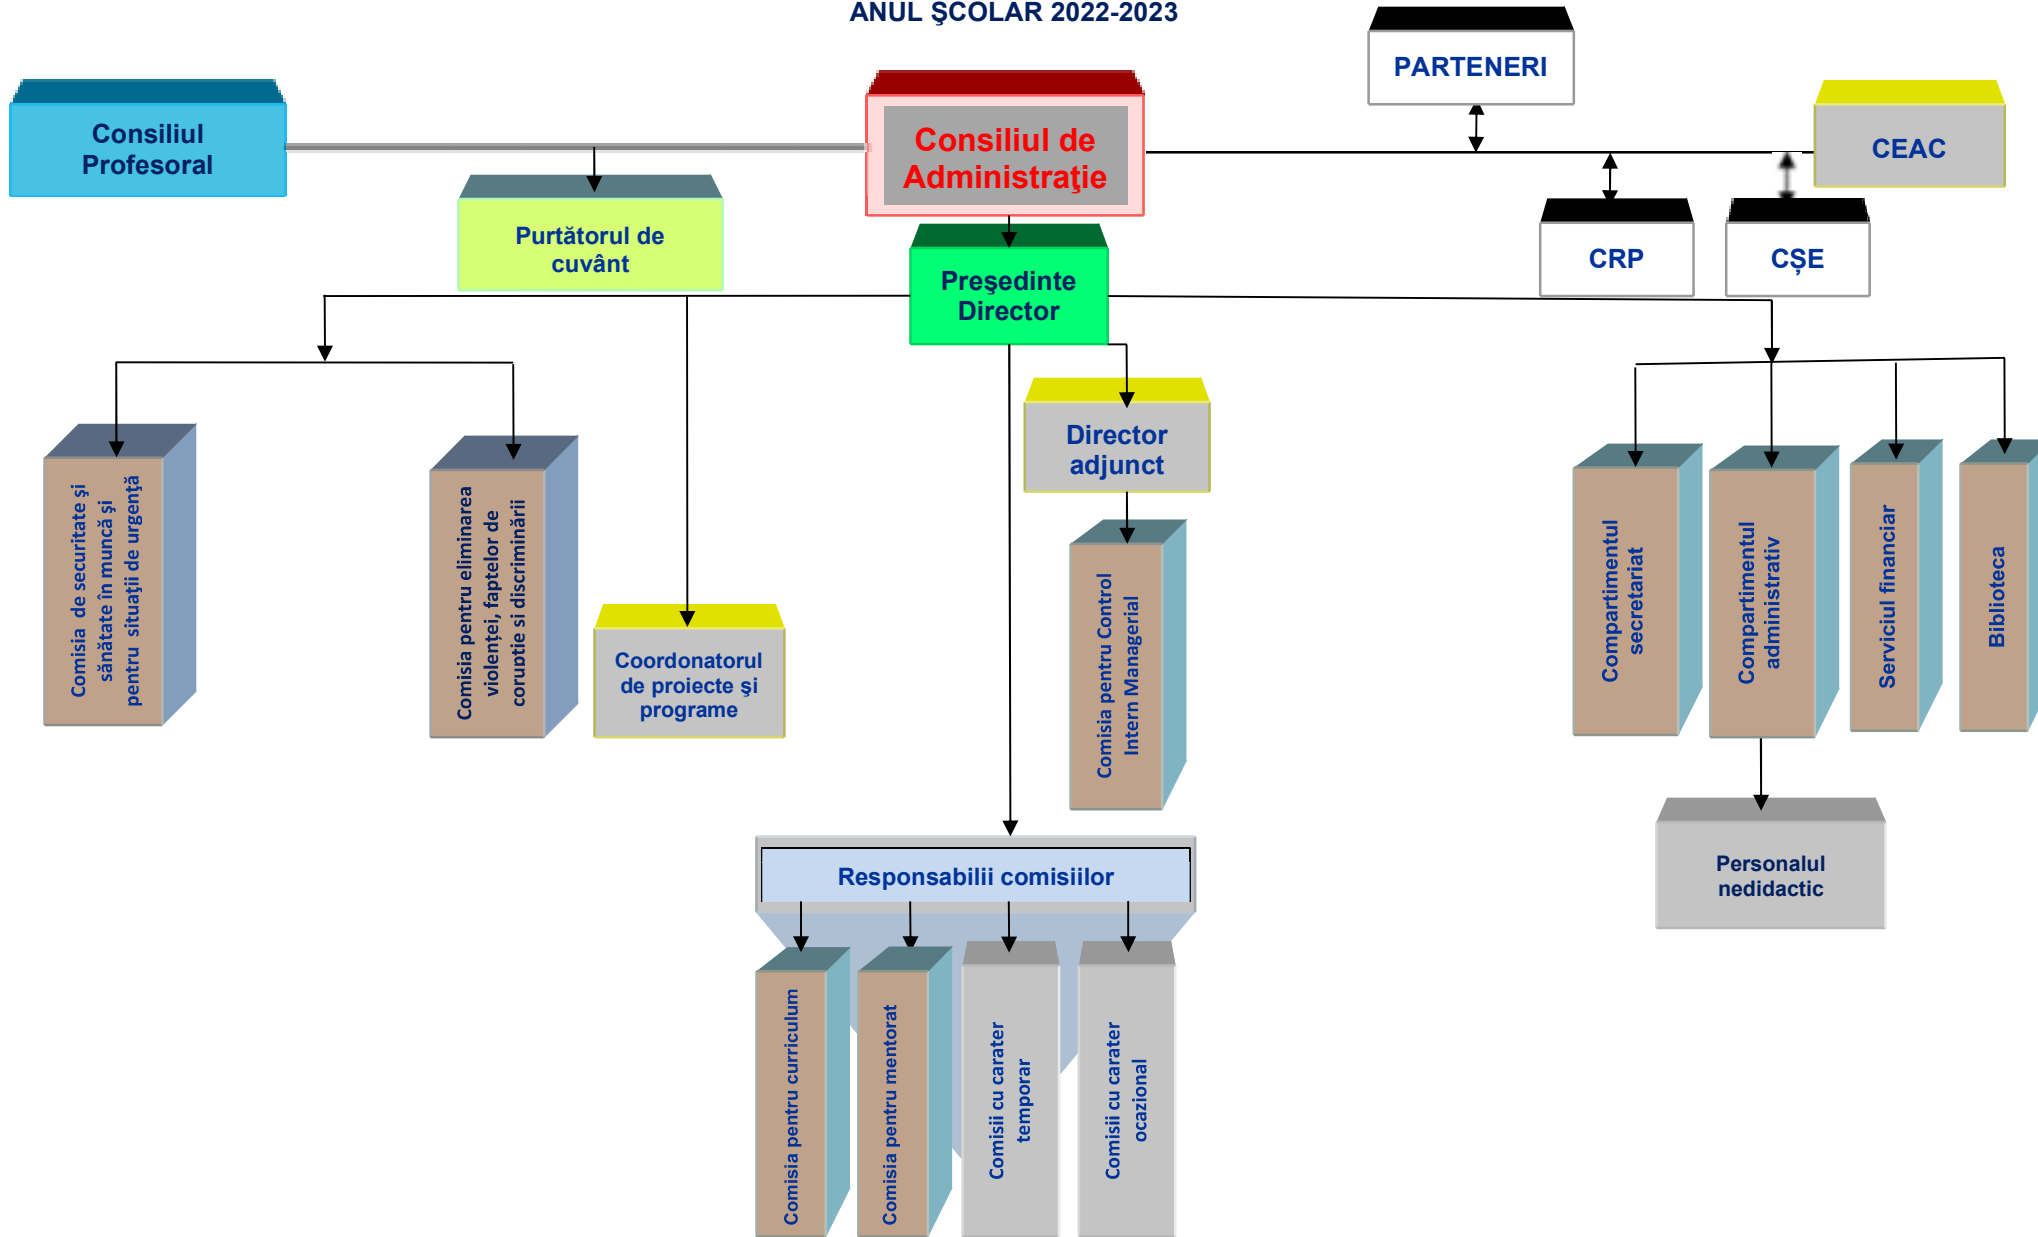 ANUL ŞCOLAR 2022-2023
PARTENERI
Consiliul
Profesoral
Consiliul de
Administraţie
CEAC
Purtătorul de
cuvânt
CRP
CȘE
Preşedinte
Director
Director
adjunct
Comisia de securitate şi
sănătate în muncă şi
pentru situaţii de urgenţă
Comisia pentru eliminarea
violenței, faptelor de
corupție si discriminării
Coordonatorul
de proiecte şi
programe
Comisia pentru Control
Intern Managerial
Compartimentul
secretariat
Compartimentul
administrativ
Serviciul financiar
Biblioteca
Personalul
nedidactic
Responsabilii comisiilor
Comisia pentru curriculum
Comisia pentru mentorat
Comisii cu carater
temporar
Comisii cu carater
ocazional